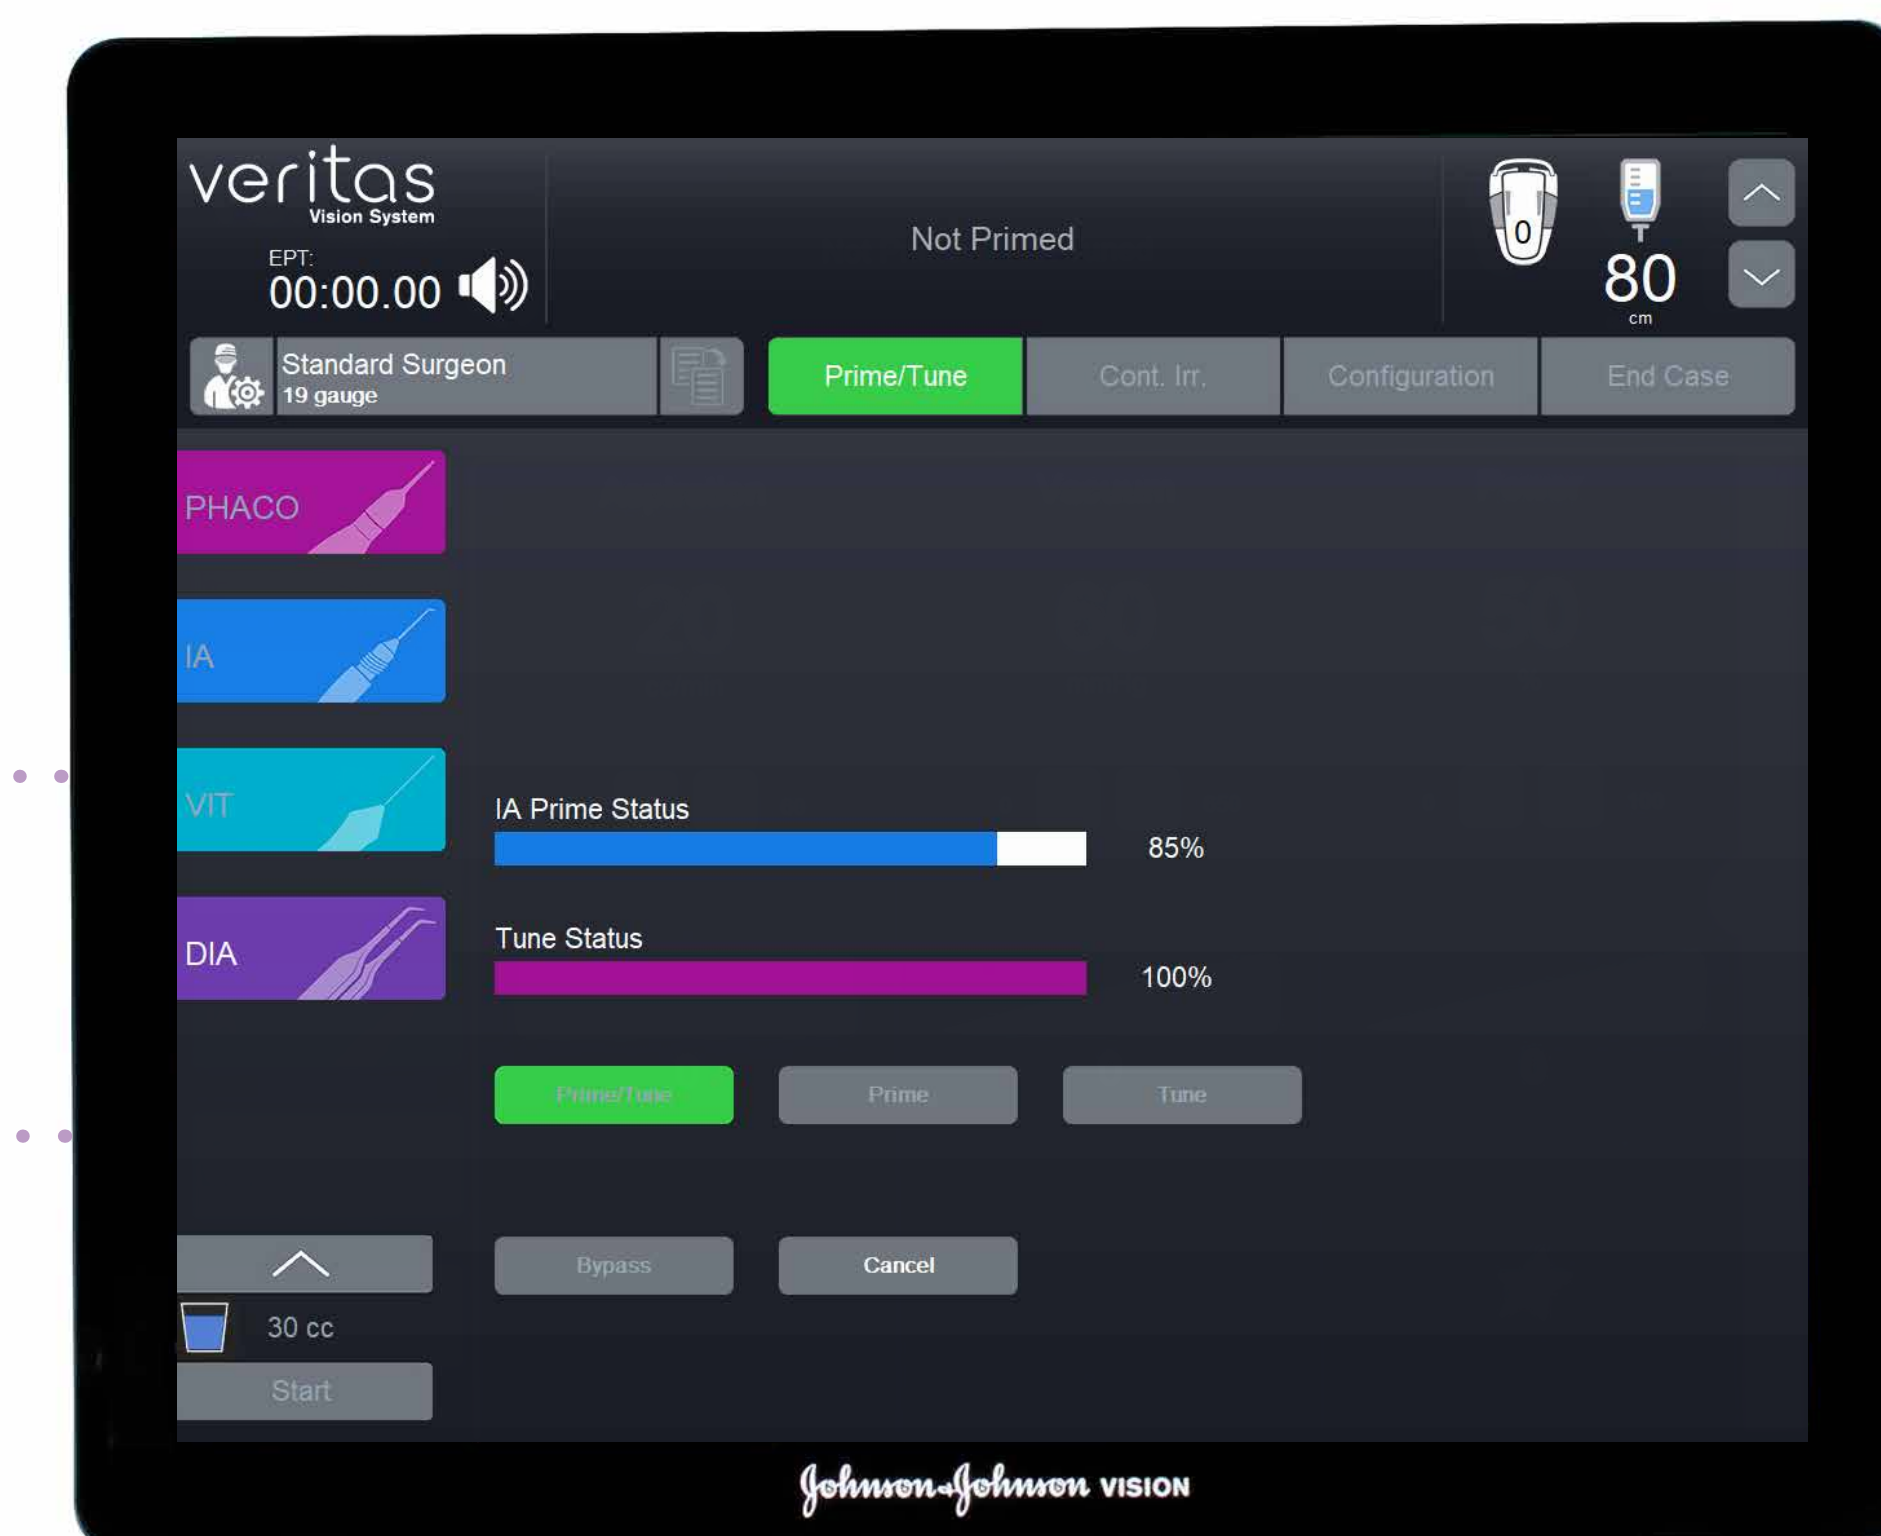 veritas
Vision System
EPT:
00:00.00
Not Primed
0
80
cm
Standard Surgeon
19 gauge
Prime/Tune
Cont. Irr.
Configuration
End Case
PHACO
IA
VIT
DIA
IA Prime Status
85%
Tune Status
100%
Prime/Tune
Prime
Tune
Bypass
Cancel
30 cc
Start
Johnson & Johnson VISION